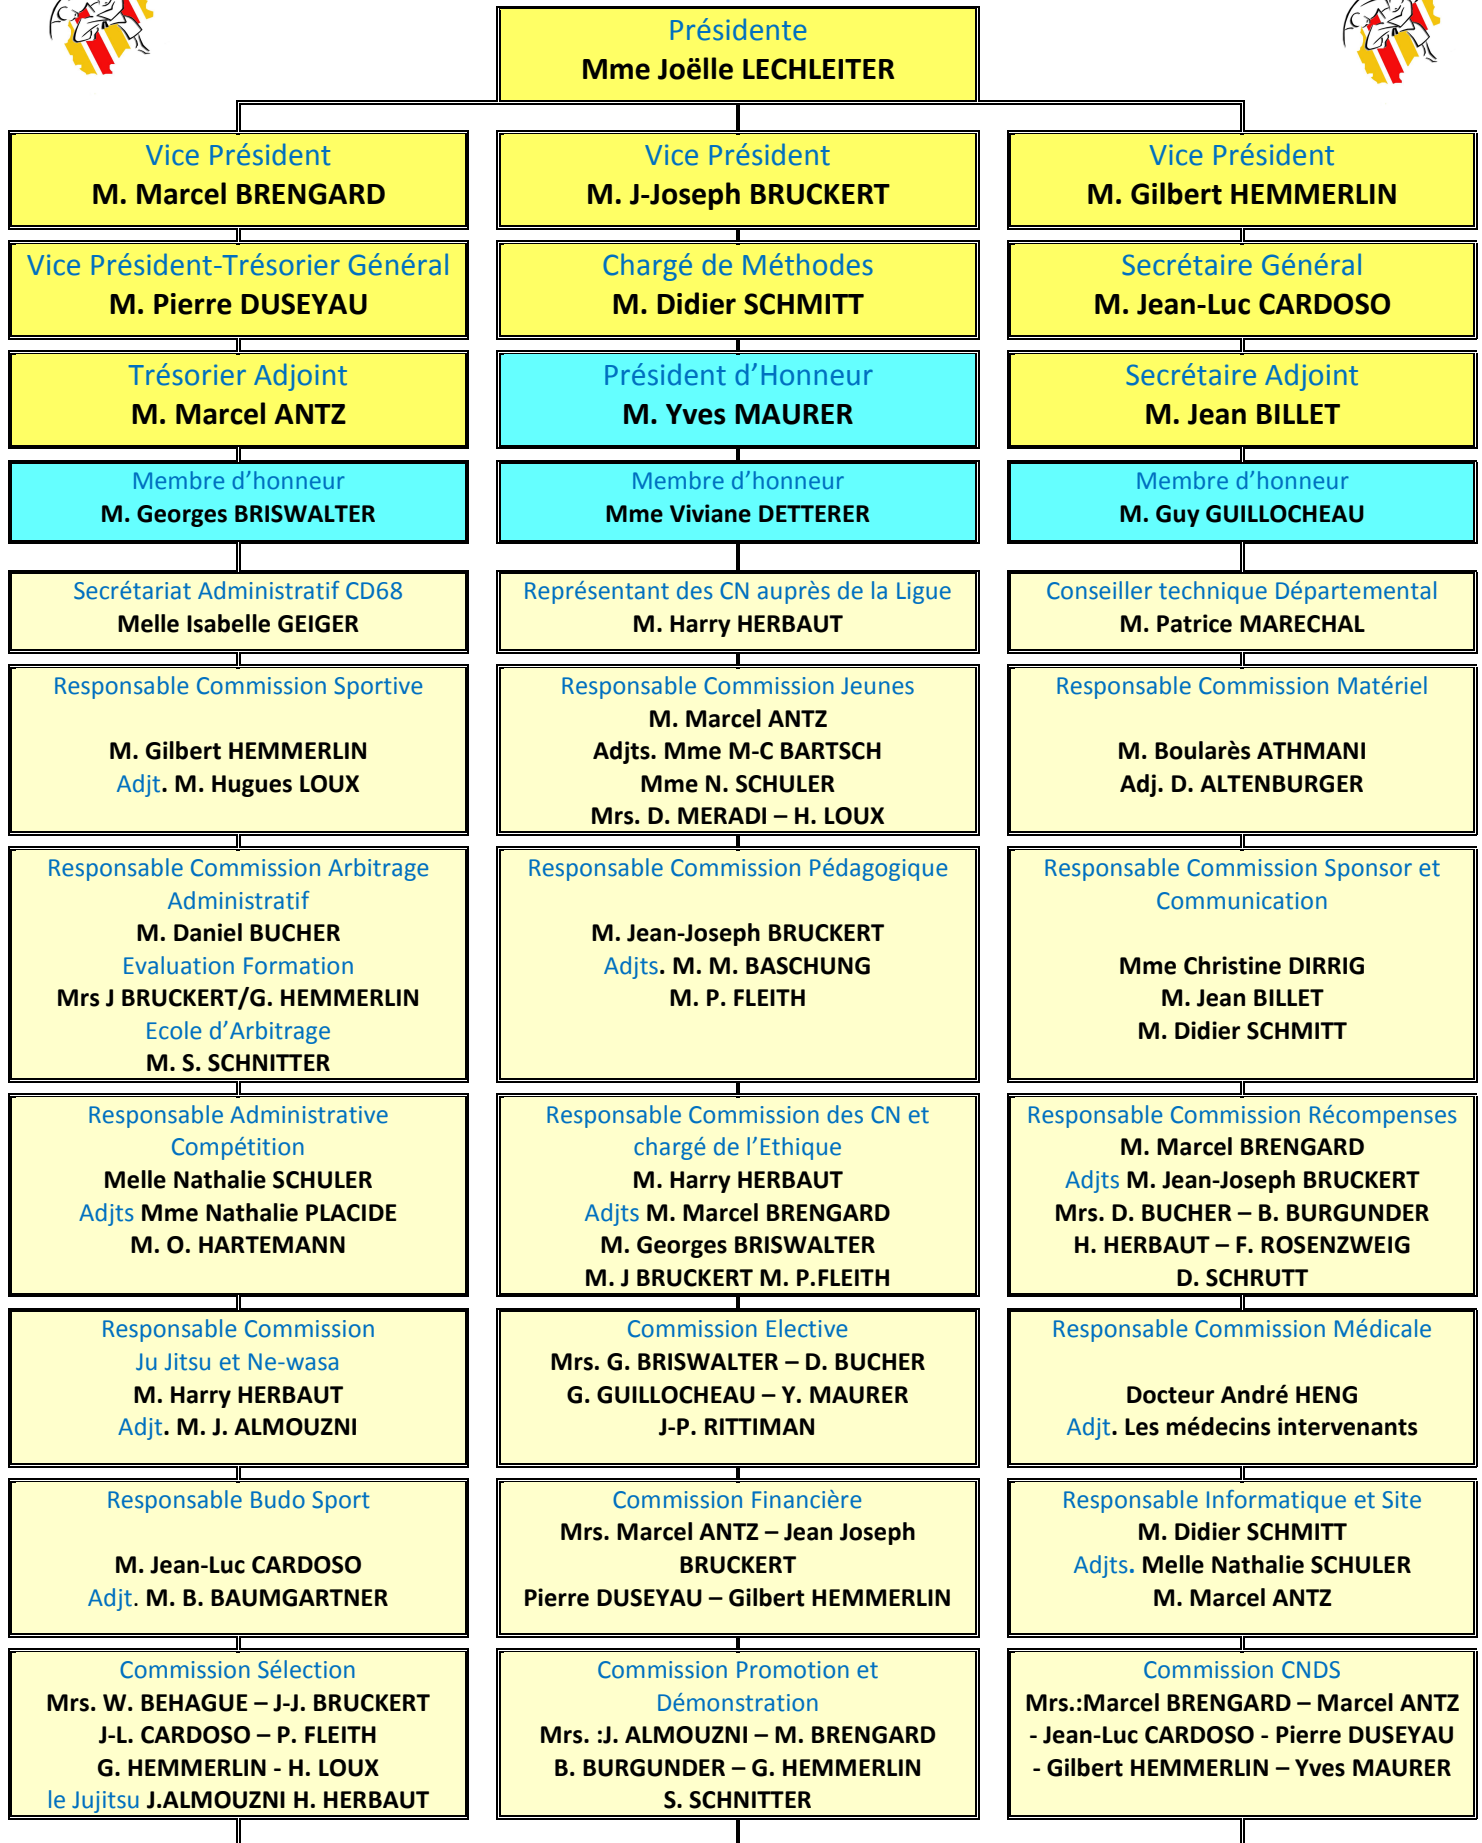 Présidente
Mme Joëlle LECHLEITER
Vice Président
M. Marcel BRENGARD
Vice Président
M. J-Joseph BRUCKERT
Vice Président
M. Gilbert HEMMERLIN
Vice Président-Trésorier Général
M. Pierre DUSEYAU
Chargé de Méthodes
M. Didier SCHMITT
Secrétaire Général
M. Jean-Luc CARDOSO
Trésorier Adjoint
M. Marcel ANTZ
Président d'Honneur
M. Yves MAURER
Secrétaire Adjoint
M. Jean BILLET
Membre d'honneur
M. Georges BRISWALTER
Membre d'honneur
Mme Viviane DETTERER
Membre d'honneur
M. Guy GUILLOCHEAU
Secrétariat Administratif CD68
Melle Isabelle GEIGER
Représentant des CN auprès de la Ligue
M. Harry HERBAUT
Conseiller technique Départemental
M. Patrice MARECHAL
Responsable Commission Sportive
M. Gilbert HEMMERLIN
Adjt. M. Hugues LOUX
Responsable Commission Jeunes
M. Marcel ANTZ
Adjts. Mme M-C BARTSCH
Mme N. SCHULER
Mrs. D. MERADI – H. LOUX
Responsable Commission Matériel
M. Boularès ATHMANI
Adj. D. ALTENBURGER
Responsable Commission Arbitrage
Administratif
M. Daniel BUCHER
Evaluation Formation
Mrs J BRUCKERT/G. HEMMERLIN
Ecole d'Arbitrage
M. S. SCHNITTER
Responsable Commission Pédagogique
M. Jean-Joseph BRUCKERT
Adjts. M. M. BASCHUNG
M. P. FLEITH
Responsable Commission Sponsor et
Communication
Mme Christine DIRRIG
M. Jean BILLET
M. Didier SCHMITT
Responsable Administrative
Compétition
Melle Nathalie SCHULER
Adjts Mme Nathalie PLACIDE
M. O. HARTEMANN
Responsable Commission des CN et
chargé de l'Ethique
M. Harry HERBAUT
Adjts M. Marcel BRENGARD
M. Georges BRISWALTER
M. J BRUCKERT M. P.FLEITH
Responsable Commission Récompenses
M. Marcel BRENGARD
Adjts M. Jean-Joseph BRUCKERT
Mrs. D. BUCHER – B. BURGUNDER
H. HERBAUT – F. ROSENZWEIG
D. SCHRUTT
Responsable Commission
Ju Jitsu et Ne-wasa
M. Harry HERBAUT
Adjt. M. J. ALMOUZNI
Commission Elective
Mrs. G. BRISWALTER – D. BUCHER
G. GUILLOCHEAU – Y. MAURER
J-P. RITTIMAN
Responsable Commission Médicale
Docteur André HENG
Adjt. Les médecins intervenants
Responsable Budo Sport
M. Jean-Luc CARDOSO
Adjt. M. B. BAUMGARTNER
Commission Financière
Mrs. Marcel ANTZ – Jean Joseph
BRUCKERT
Pierre DUSEYAU – Gilbert HEMMERLIN
Responsable Informatique et Site
M. Didier SCHMITT
Adjts. Melle Nathalie SCHULER
M. Marcel ANTZ
Commission Sélection
Mrs. W. BEHAGUE – J-J. BRUCKERT
J-L. CARDOSO – P. FLEITH
G. HEMMERLIN - H. LOUX
le Jujitsu J.ALMOUZNI H. HERBAUT
Commission Promotion et
Démonstration
Mrs. :J. ALMOUZNI – M. BRENGARD
B. BURGUNDER – G. HEMMERLIN
S. SCHNITTER
Commission CNDS
Mrs.:Marcel BRENGARD – Marcel ANTZ
- Jean-Luc CARDOSO - Pierre DUSEYAU
- Gilbert HEMMERLIN – Yves MAURER